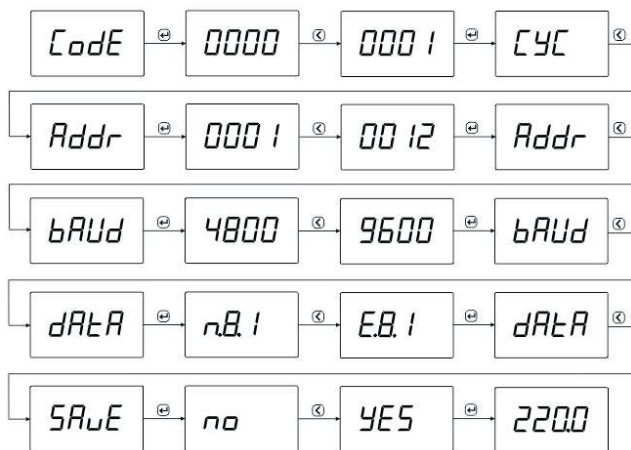 CodE 0000 0001 CYC
Addr 0001 0012 Addr
bAUd 4800 9600 bAUd
dAtA n.8.1 E.8.1 dAtA
SAvE no YES 220.0